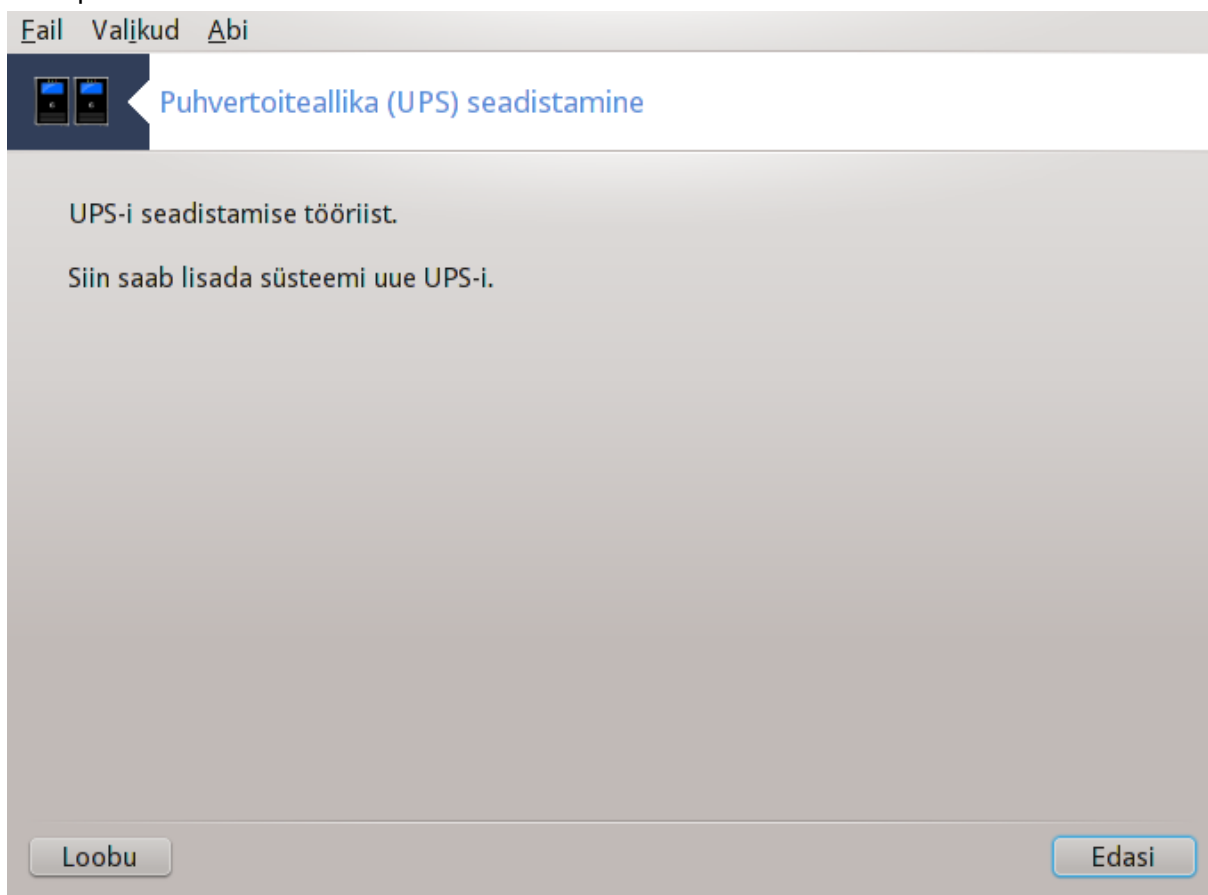 Fail Valikud Abi
Puhvertoiteallika (UPS) seadistamine
UPS-i seadistamise tööriist.
Siin saab lisada süsteemi uue UPS-i.
Loobu Edasi